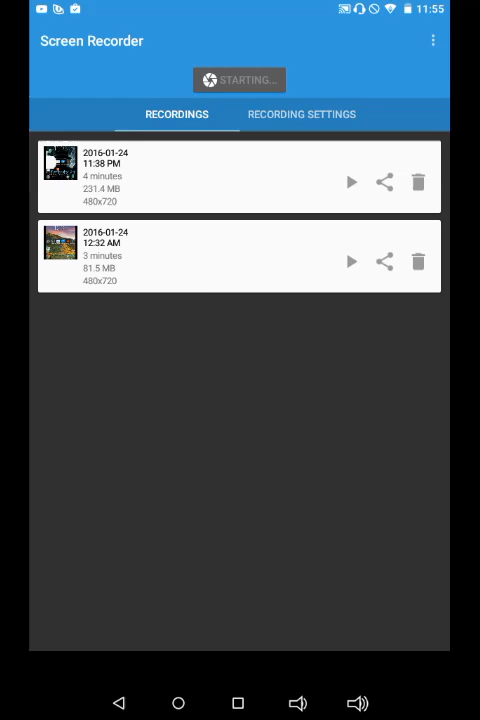 11:55
Screen Recorder
STARTING...
RECORDINGS
RECORDING SETTINGS
2016-01-24
11:38 PM
4 minutes
231.4 MB
480x720
2016-01-24
12:32 AM
3 minutes
81.5 MB
480x720